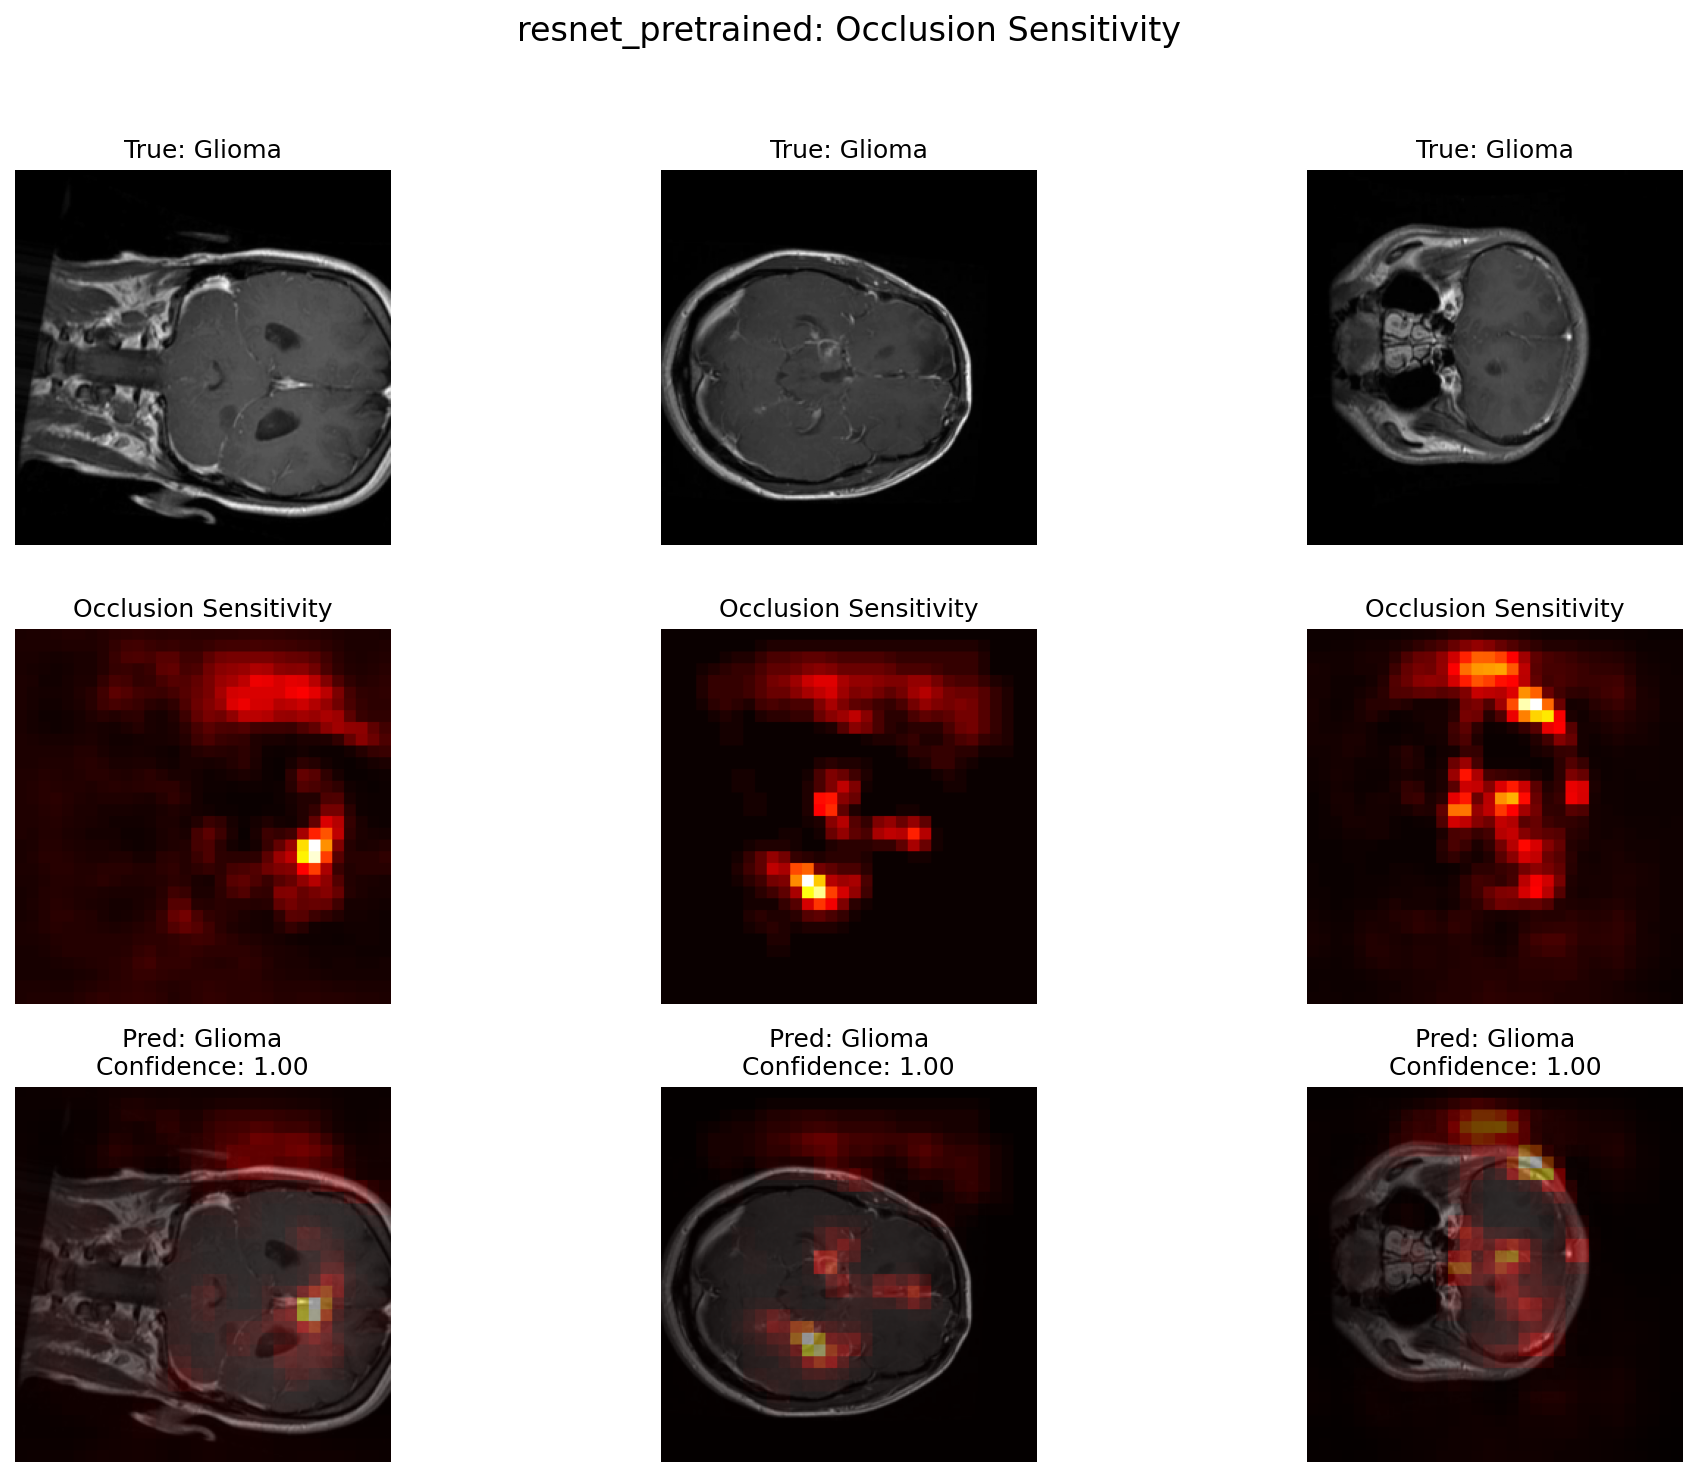 resnet_pretrained: Occlusion Sensitivity
True: Glioma
True: Glioma
True: Glioma
Occlusion Sensitivity
Occlusion Sensitivity
Occlusion Sensitivity
Pred: Glioma
Confidence: 1.00
Pred: Glioma
Confidence: 1.00
Pred: Glioma
Confidence: 1.00